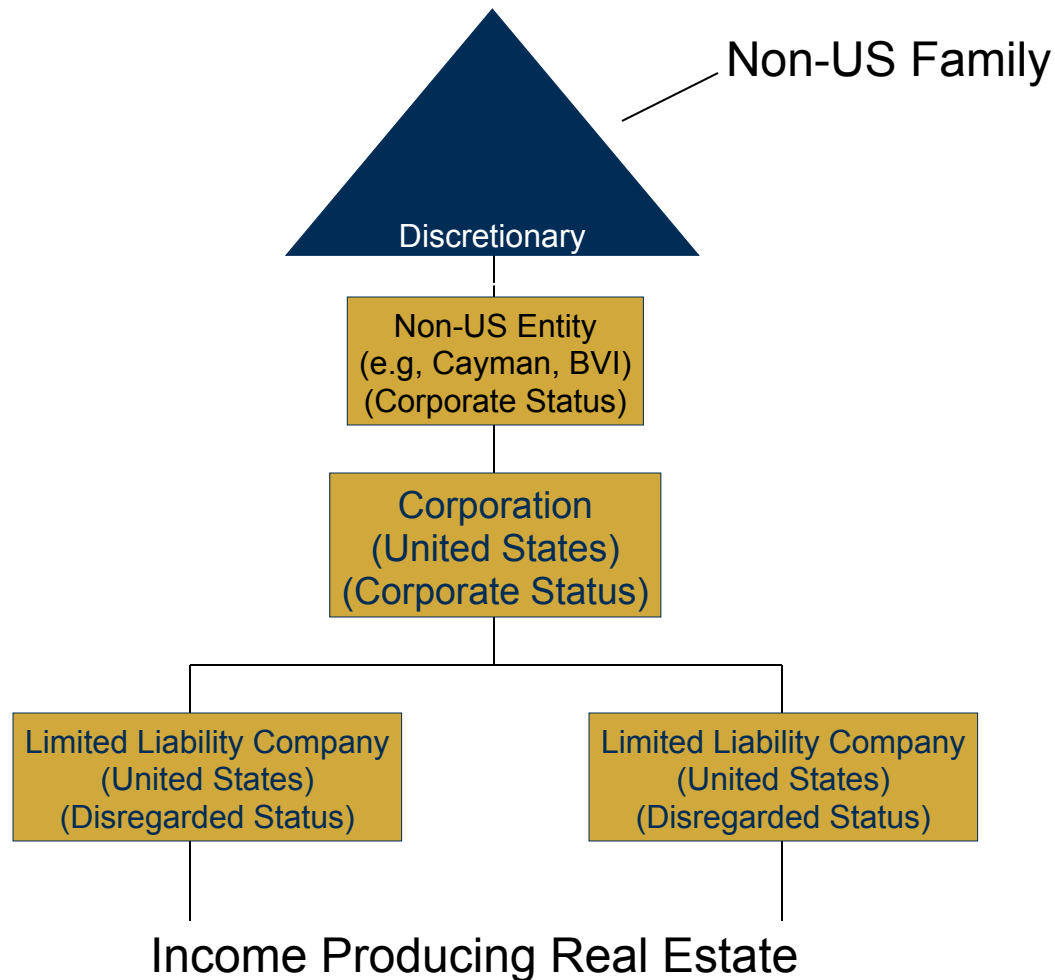 Non-US Family
Discretionary
Non-US Entity
(e.g, Cayman, BVI)
(Corporate Status)
Corporation
(United States)
(Corporate Status)
Limited Liability Company
(United States)
(Disregarded Status)
Limited Liability Company
(United States)
(Disregarded Status)
Income Producing Real Estate